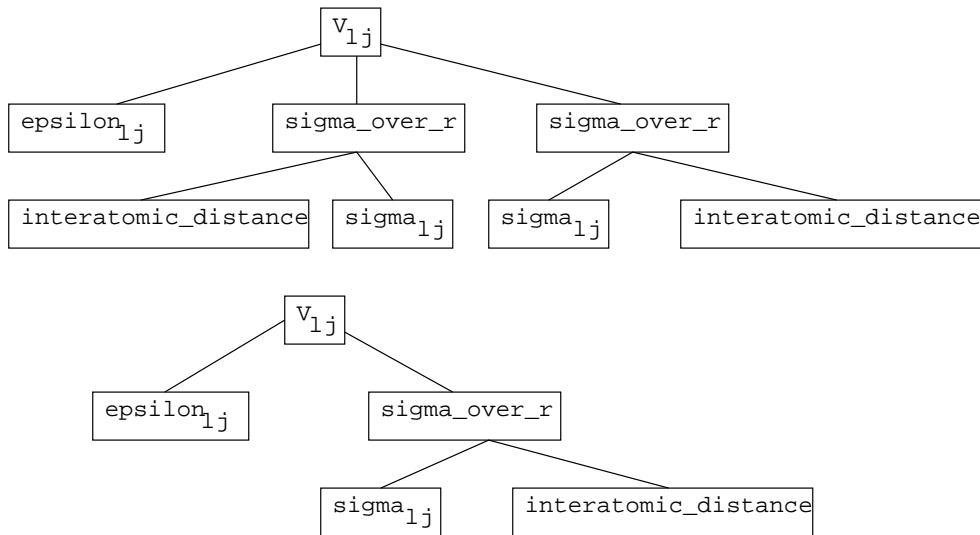 V_lj
epsilon_lj sigma_over_r sigma_over_r
interatomic_distance sigma_lj sigma_lj interatomic_distance
V_lj
epsilon_lj sigma_over_r
sigma_lj interatomic_distance